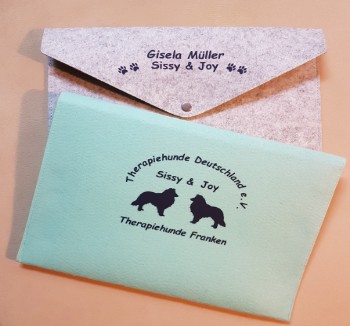 Gisela Müller
Sissy & Joy
Therapiehunde Deutschland e.V.
Sissy & Joy
Therapiehunde Franken